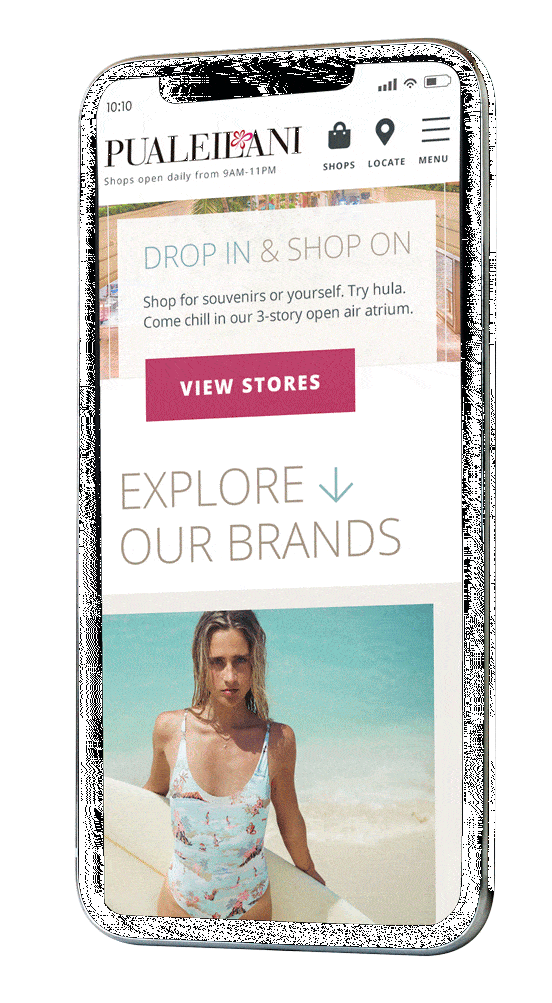 10:10
PUALEILANI
Shops open daily from 9AM-11PM
SHOPS
LOCATE
MENU
DROP IN & SHOP ON
Shop for souvenirs or yourself. Try hula.
Come chill in our 3-story open air atrium.
VIEW STORES
EXPLORE ↓
OUR BRANDS